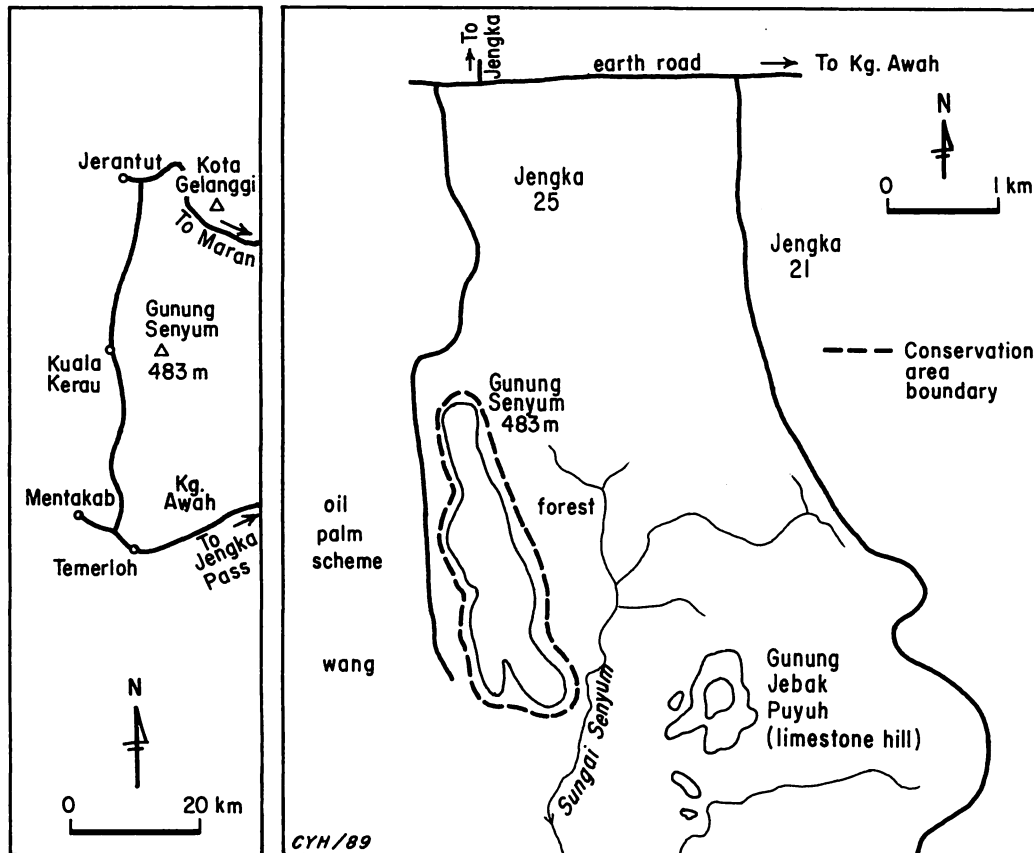 Jerantut
Kota
Gelanggi
To Maran
Gunung
Senyum
483 m
Kuala
Kerau
Mentakab
Kg.
Awah
To
Jengka
Pass
Temerloh
N
0 20 km
To
Jengka
earth road
To Kg. Awah
N
0 1 km
Jengka
25
Jengka
21
Conservation
area
boundary
Gunung
Senyum
483 m
oil
palm
scheme
forest
wang
Sungai Senyum
Gunung
Jebak
Puyuh
(limestone hill)
CYH/89